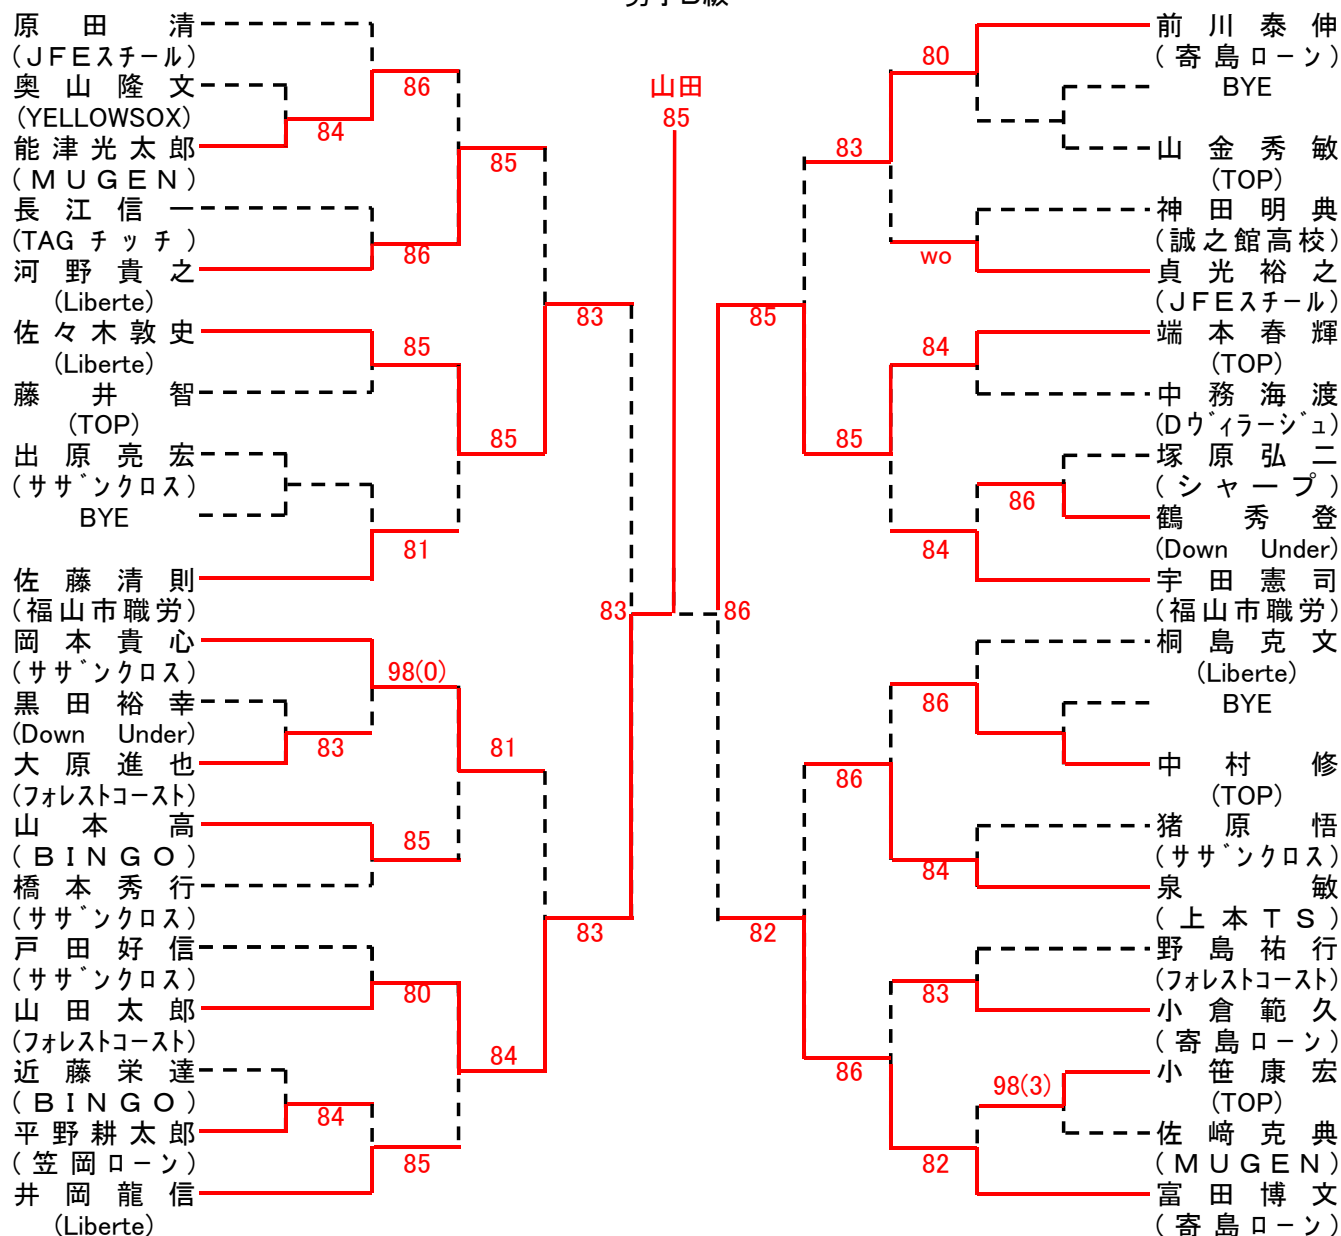 原田清
(JFEスチール)
奥山隆文
(YELLOWSOX)
能津光太郎
(MUGEN)
長江信一
(TAGチッチ)
河野貴之
(Liberte)
佐々木敦史
(Liberte)
藤井智
(TOP)
出原亮宏
(サザンクロス)
BYE
佐藤清則
(福山市職労)
岡本貴心
(サザンクロス)
黒田裕幸
(Down Under)
大原進也
(フォレストコースト)
山本高
(BINGO)
橋本秀行
(サザンクロス)
戸田好信
(サザンクロス)
山田太郎
(フォレストコースト)
近藤栄達
(BINGO)
平野耕太郎
(笠岡ローン)
井岡龍信
(Liberte)
84
86
86
85
81
83
98(0)
85
80
84
85
85
85
81
84
83
83
83
山田
85
86
85
82
83
85
86
86
80
wo
84
84
86
86
84
83
82
98(3)
前川泰伸
(寄島ローン)
BYE
山金秀敏
(TOP)
神田明典
(誠之館高校)
貞光裕之
(JFEスチール)
端本春輝
(TOP)
中務海渡
(Dヴィラージュ)
塚原弘二
(シャープ)
鶴秀登
(Down Under)
宇田憲司
(福山市職労)
桐島克文
(Liberte)
BYE
中村修
(TOP)
猪原悟
(サザンクロス)
泉敏
(上本TS)
野島祐行
(フォレストコースト)
小倉範久
(寄島ローン)
小笹康宏
(TOP)
佐﨑克典
(MUGEN)
富田博文
(寄島ローン)